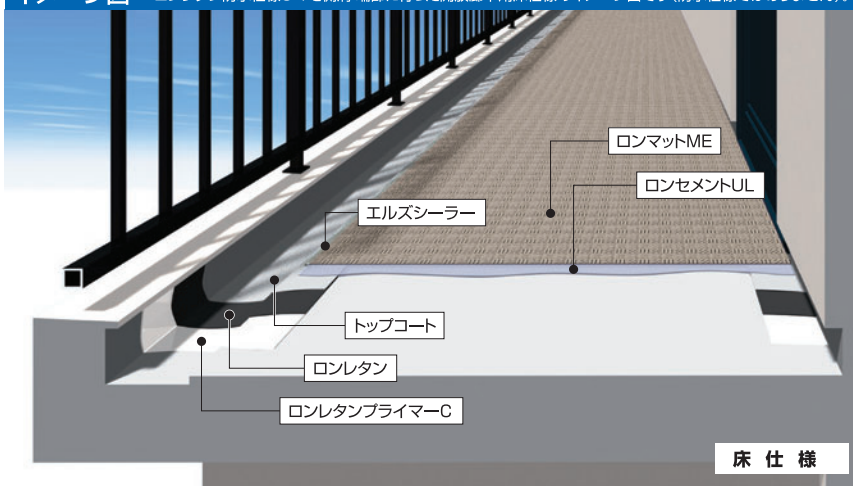 ロンマットME
ロンセメントUL
エルズシーラー
トップコート
ロンレタン
ロンレタンプライマーC
床仕様